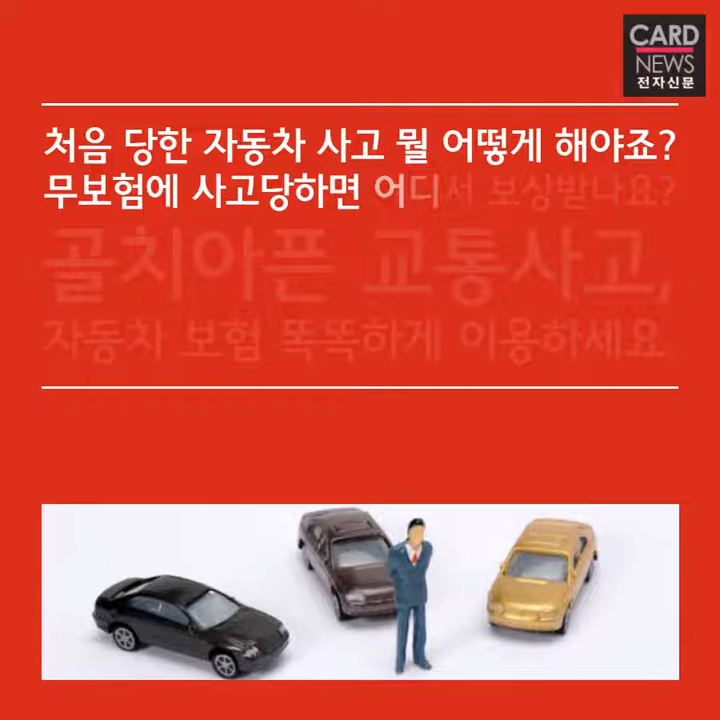 CARD
NEWS
전자신문
처음 당한 자동차 사고 뭘 어떻게 해야죠?
무보험에 사고당하면 어디서 보상받나요?
골치아픈 교통사고,
자동차 보험 똑똑하게 이용하세요